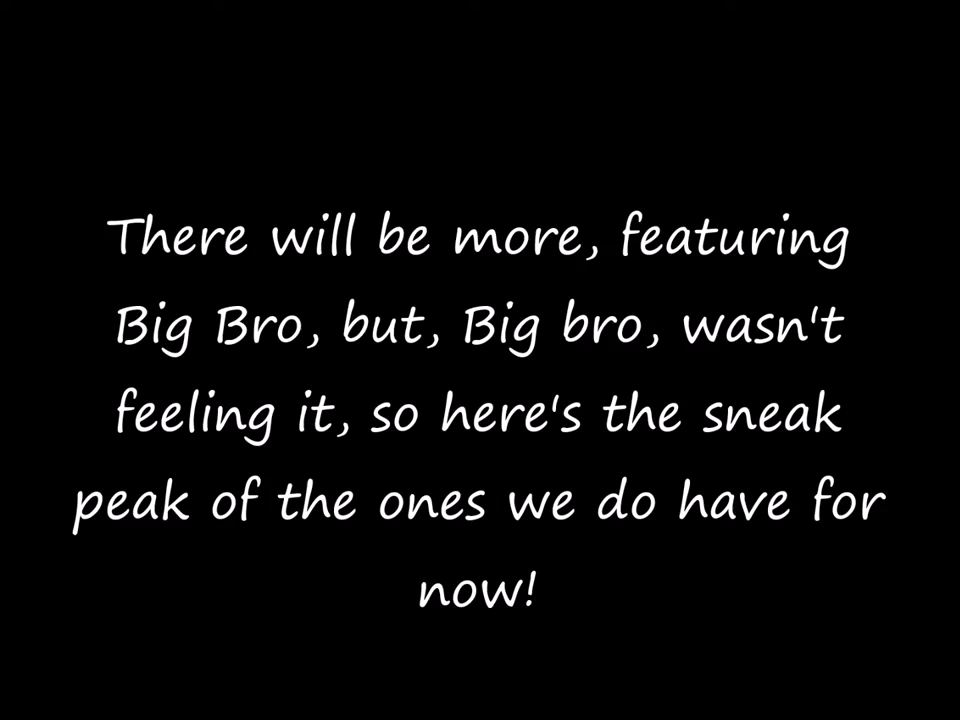 There will be more, featuring
Big Bro, but, Big bro, wasn't
feeling it, so here's the sneak
peak of the ones we do have for
now!